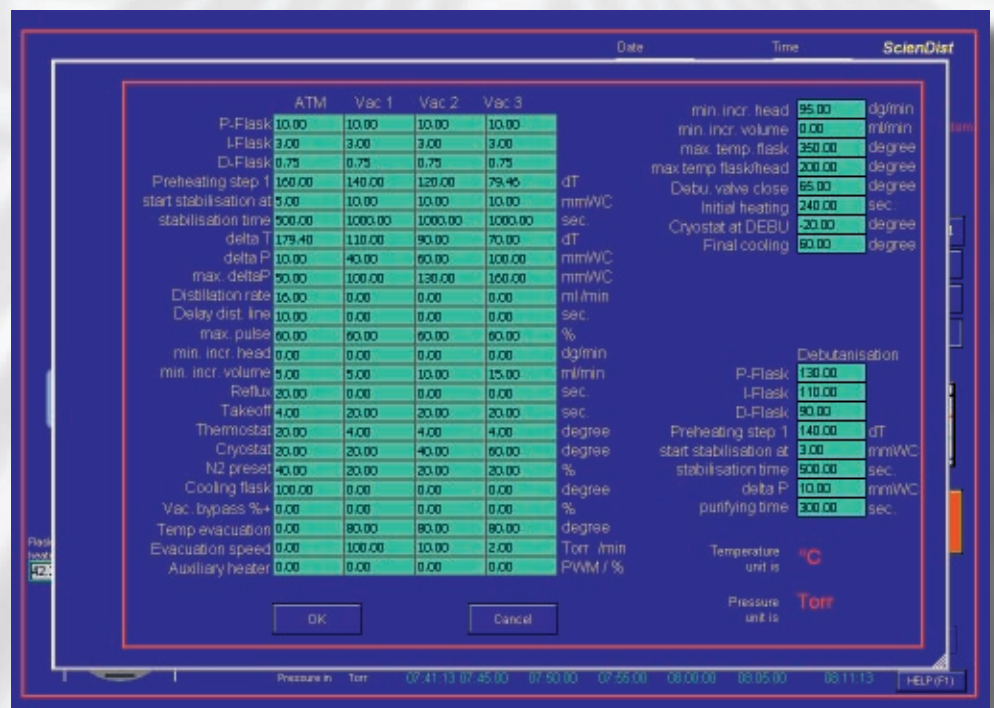 Date Time ScienDist
ATM Vac 1 Vac 2 Vac 3
P-Flask 10.00 10.00 10.00 10.00
I-Flask 3.00 3.00 3.00 3.00
D-Flask 0.75 0.75 0.75 0.75
Preheating step 1 160.00 140.00 120.00 79.46 dT
start stabilisation at 5.00 10.00 10.00 10.00 mmWC
stabilisation time 500.00 1000.00 1000.00 1000.00 sec.
delta T 179.40 110.00 90.00 70.00 dT
delta P 10.00 40.00 60.00 100.00 mmWC
max. deltaP 50.00 100.00 130.00 160.00 mmWC
Distillation rate 16.00 0.00 0.00 0.00 ml/min
Delay dist. line 10.00 0.00 0.00 0.00 sec.
max. pulse 60.00 60.00 60.00 60.00 %
min. incr. head 0.00 0.00 0.00 0.00 dg/min
min. incr. volume 5.00 5.00 10.00 15.00 ml/min
Reflux 20.00 0.00 0.00 0.00 sec.
Takeoff 4.00 20.00 20.00 20.00 sec.
Thermostat 20.00 4.00 4.00 4.00 degree
Cryostat 20.00 20.00 40.00 60.00 degree
N2 preset 40.00 20.00 20.00 20.00 %
Cooling flask 100.00 0.00 0.00 0.00 degree
Vac. bypass %+ 0.00 0.00 0.00 0.00 %
Temp evacuation 0.00 80.00 80.00 80.00 degree
Evacuation speed 0.00 100.00 10.00 2.00 Torr /min
Auxiliary heater 0.00 0.00 0.00 0.00 PWM / %
OK Cancel
min. incr. head 95.00 dg/min
min. incr. volume 0.00 ml/min
max. temp. flask 350.00 degree
max temp flask/head 200.00 degree
Debu. valve close 65.00 degree
Initial heating 240.00 sec.
Cryostat at DEBU -20.00 degree
Final cooling 60.00 degree
Debutanisation
P-Flask 130.00
I-Flask 110.00
D-Flask 90.00
Preheating step 1 140.00 dT
start stabilisation at 3.00 mmWC
stabilisation time 500.00 sec.
delta P 10.00 mmWC
purifying time 300.00 sec.
Temperature
unit is °C
Pressure
unit is Torr
Pressure in Torr 07:41:13 07:45:00 07:50:00 07:55:00 08:00:00 08:05:00 08:11:13 HELP(F1)